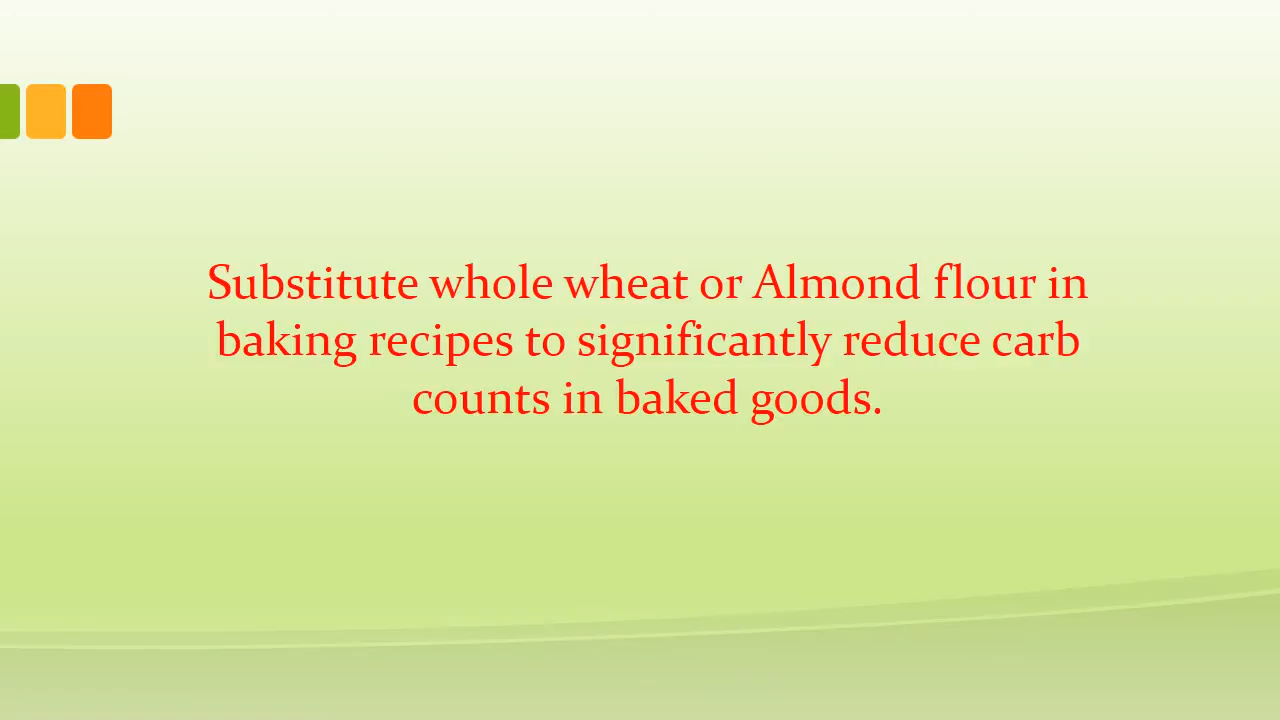 Substitute whole wheat or Almond flour in
baking recipes to significantly reduce carb
counts in baked goods.